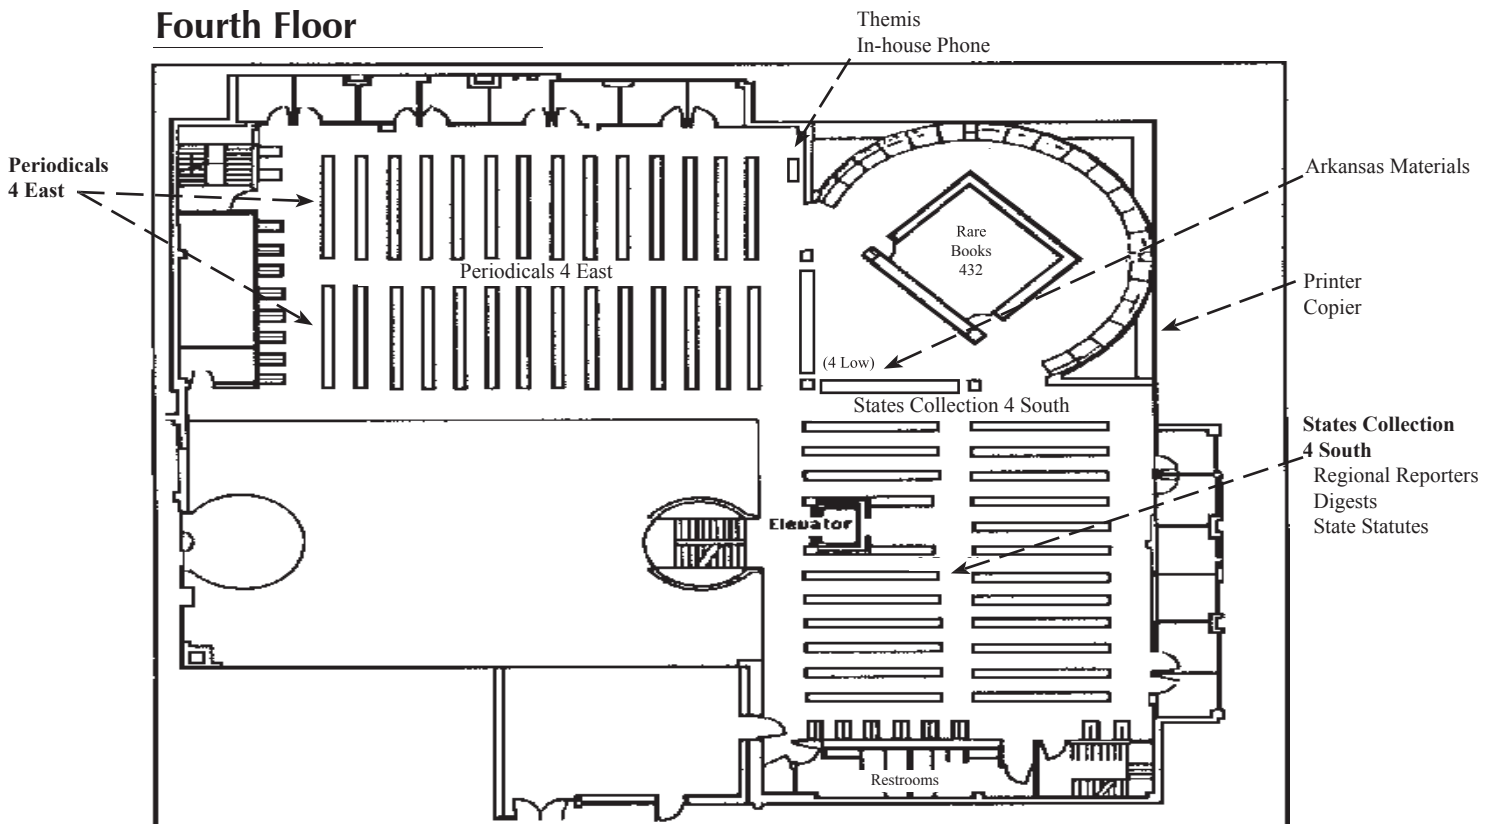 Fourth Floor
Themis
In-house Phone
Periodicals
4 East
Arkansas Materials
Rare
Books
432
Periodicals 4 East
Printer
Copier
(4 Low)
States Collection 4 South
States Collection
4 South
Regional Reporters
Digests
State Statutes
Elevator
Restrooms